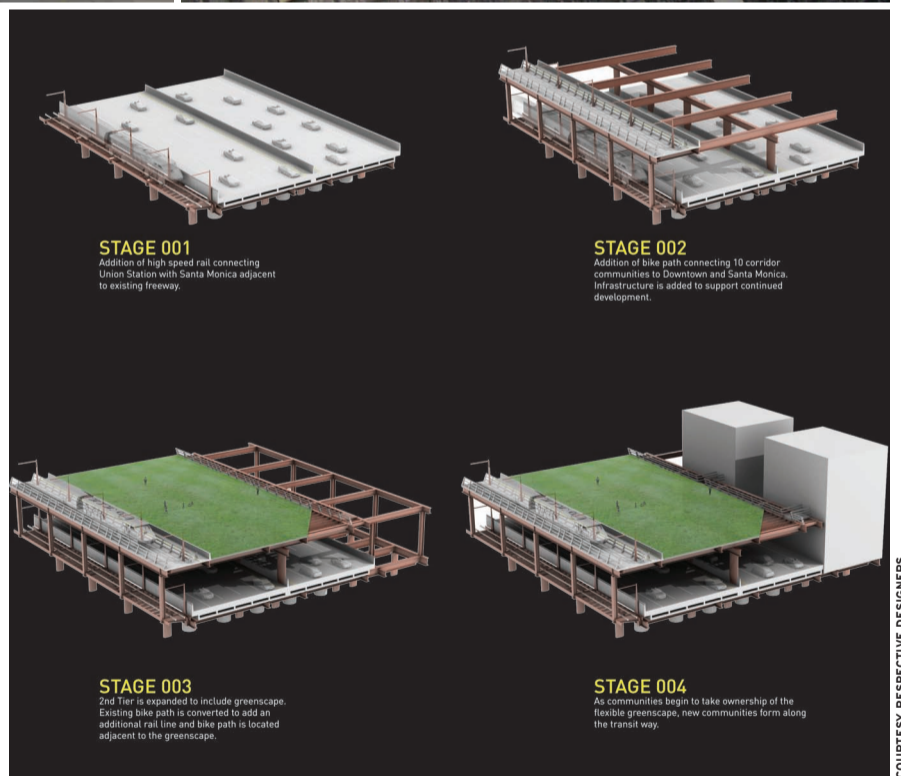 STAGE 001
Addition of high speed rail connecting
Union Station with Santa Monica adjacent
to existing freeway.
STAGE 002
Addition of bike path connecting 10 corridor
communities to Downtown and Santa Monica.
Infrastructure is added to support continued
development.
STAGE 003
2nd Tier is expanded to include greenscape.
Existing bike path is converted to add an
additional rail line and bike path is located
adjacent to the greenscape.
STAGE 004
As communities begin to take ownership of the
flexible greenscape, new communities form along
the transit way.
COURTESY RESPECTIVE DESIGNERS